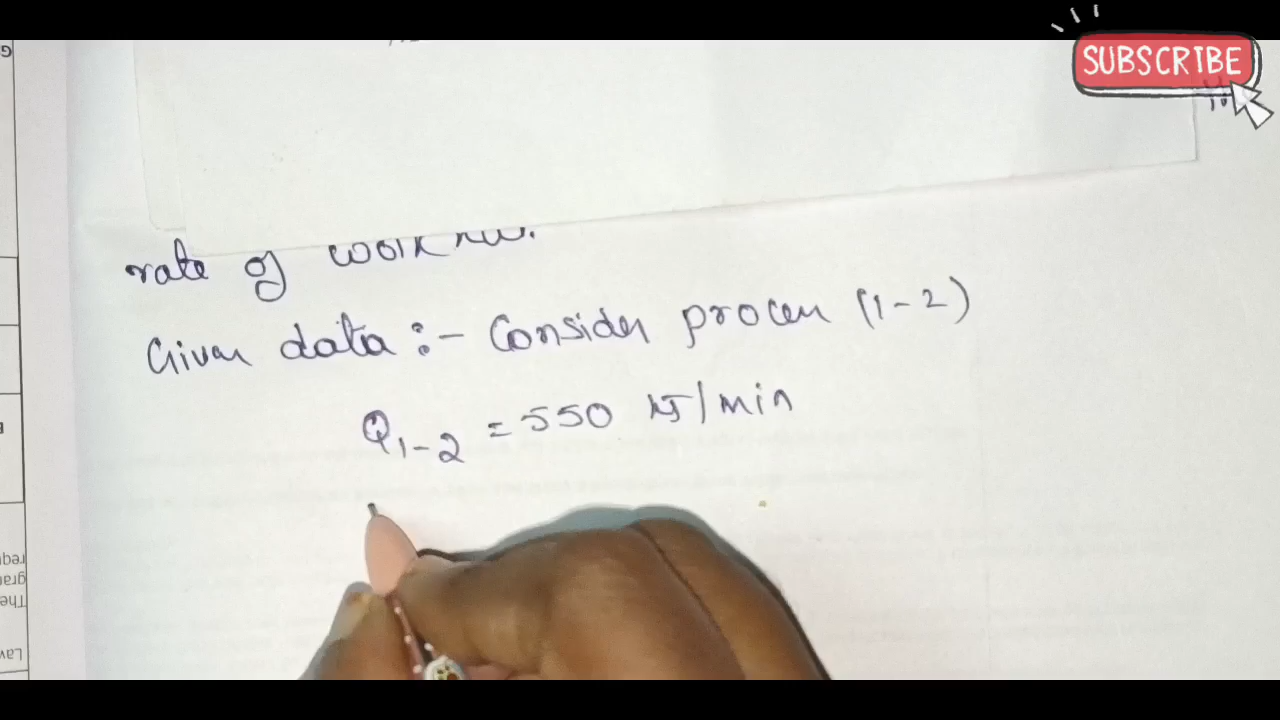 SUBSCRIBE
rate of work
Given data :- Consider process (1-2)
Q1-2 = 550 kJ/min